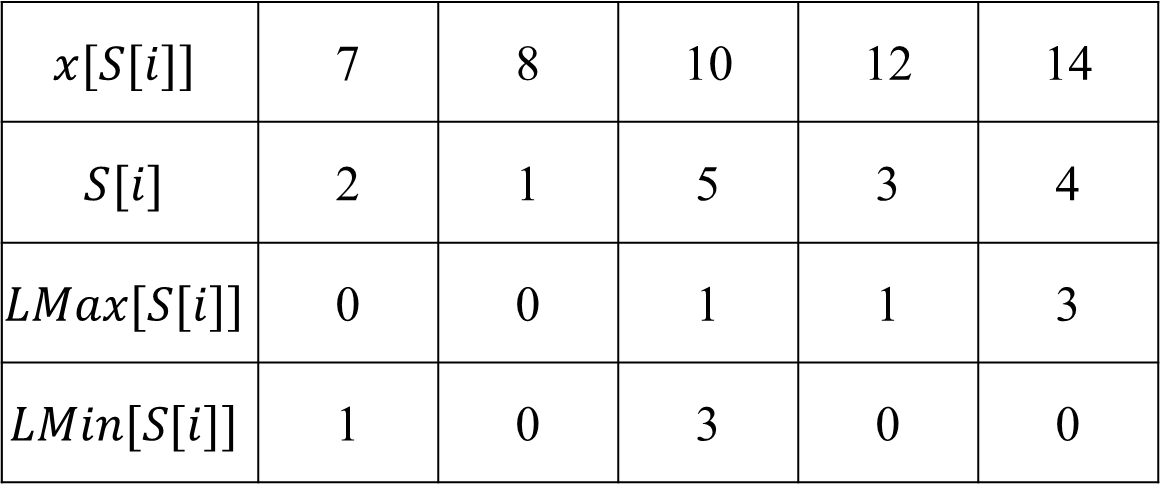 x[S[i]] 7 8 10 12 14
S[i] 2 1 5 3 4
LMax[S[i]] 0 0 1 1 3
LMin[S[i]] 1 0 3 0 0